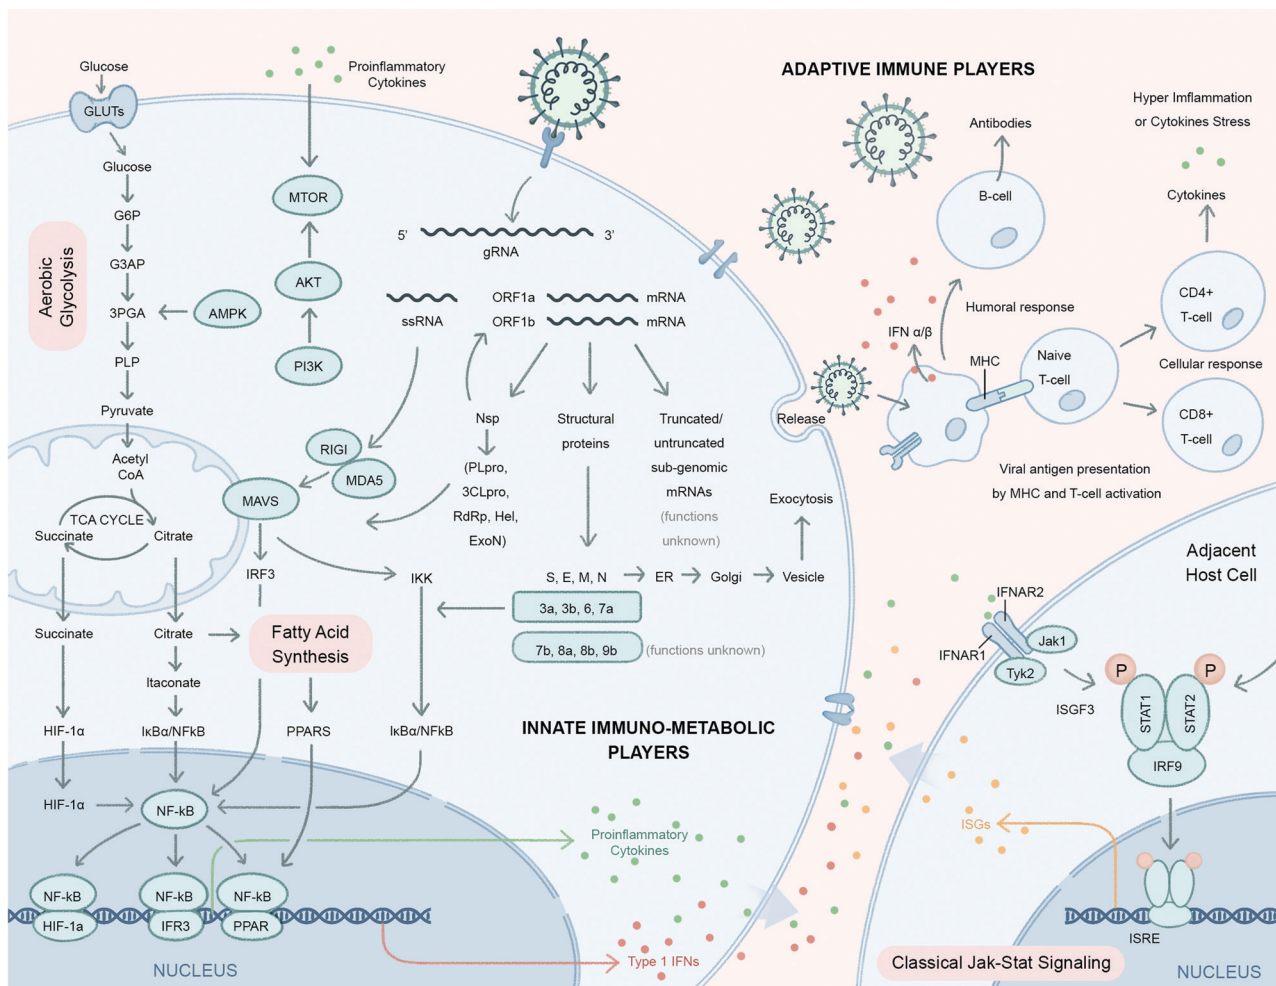 Glucose
GLUTs
Glucose
G6P
G3AP
3PGA
AMPK
PLP
Pyruvate
Aerobic
Glycolysis
Proinflammatory
Cytokines
MTOR
AKT
PI3K
5’
3’
gRNA
ssRNA
ORF1a
mRNA
ORF1b
mRNA
Nsp
(PLpro,
3CLpro,
RdRp, Hel,
ExoN)
Structural
proteins
Truncated/
untruncated
sub-genomic
mRNAs
(functions
unknown)
RIGI
MDA5
MAVS
Acetyl
CoA
TCA CYCLE
Succinate
Citrate
IRF3
IKK
S, E, M, N
ER
Golgi
Vesicle
Exocytosis
Release
3a, 3b, 6, 7a
7b, 8a, 8b, 9b
(functions unknown)
Succinate
Citrate
Fatty Acid
Synthesis
Itaconate
HIF-1α
IκBα/NFkB
PPARS
IκBα/NFkB
INNATE IMMUNO-METABOLIC
PLAYERS
HIF-1α
NF-kB
NF-kB
HIF-1a
NF-kB
IFR3
NF-kB
PPAR
NUCLEUS
Proinflammatory
Cytokines
Type 1 IFNs
ADAPTIVE IMMUNE PLAYERS
Antibodies
B-cell
Hyper Imflammation
or Cytokines Stress
Cytokines
CD4+
T-cell
Humoral response
IFN α/β
MHC
Naive
T-cell
Cellular response
CD8+
T-cell
Viral antigen presentation
by MHC and T-cell activation
Adjacent
Host Cell
IFNAR2
IFNAR1
Jak1
Tyk2
ISGF3
P
P
STAT1
STAT2
IRF9
ISGs
ISRE
Classical Jak-Stat Signaling
NUCLEUS